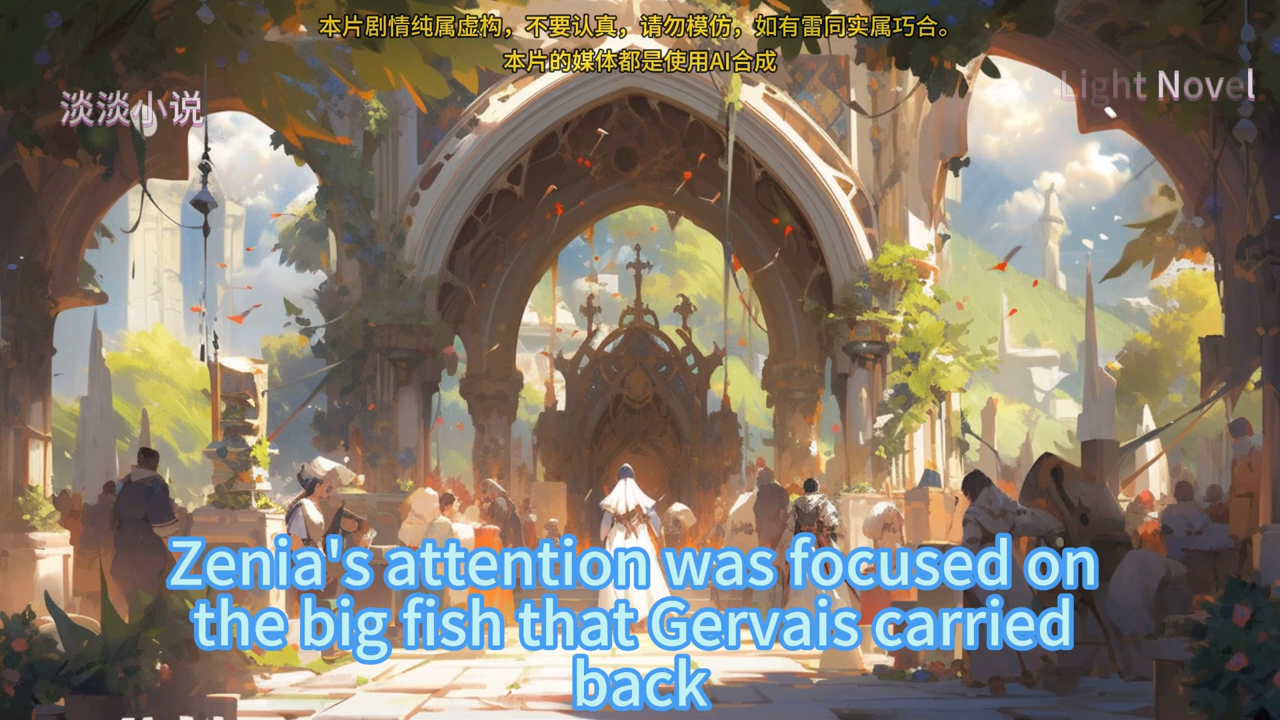 本片剧情纯属虚构，不要认真，请勿模仿，如有雷同实属巧合。
本片的媒体都是使用AI合成
淡淡小说
Light Novel
Zenia's attention was focused on
the big fish that Gervais carried
back